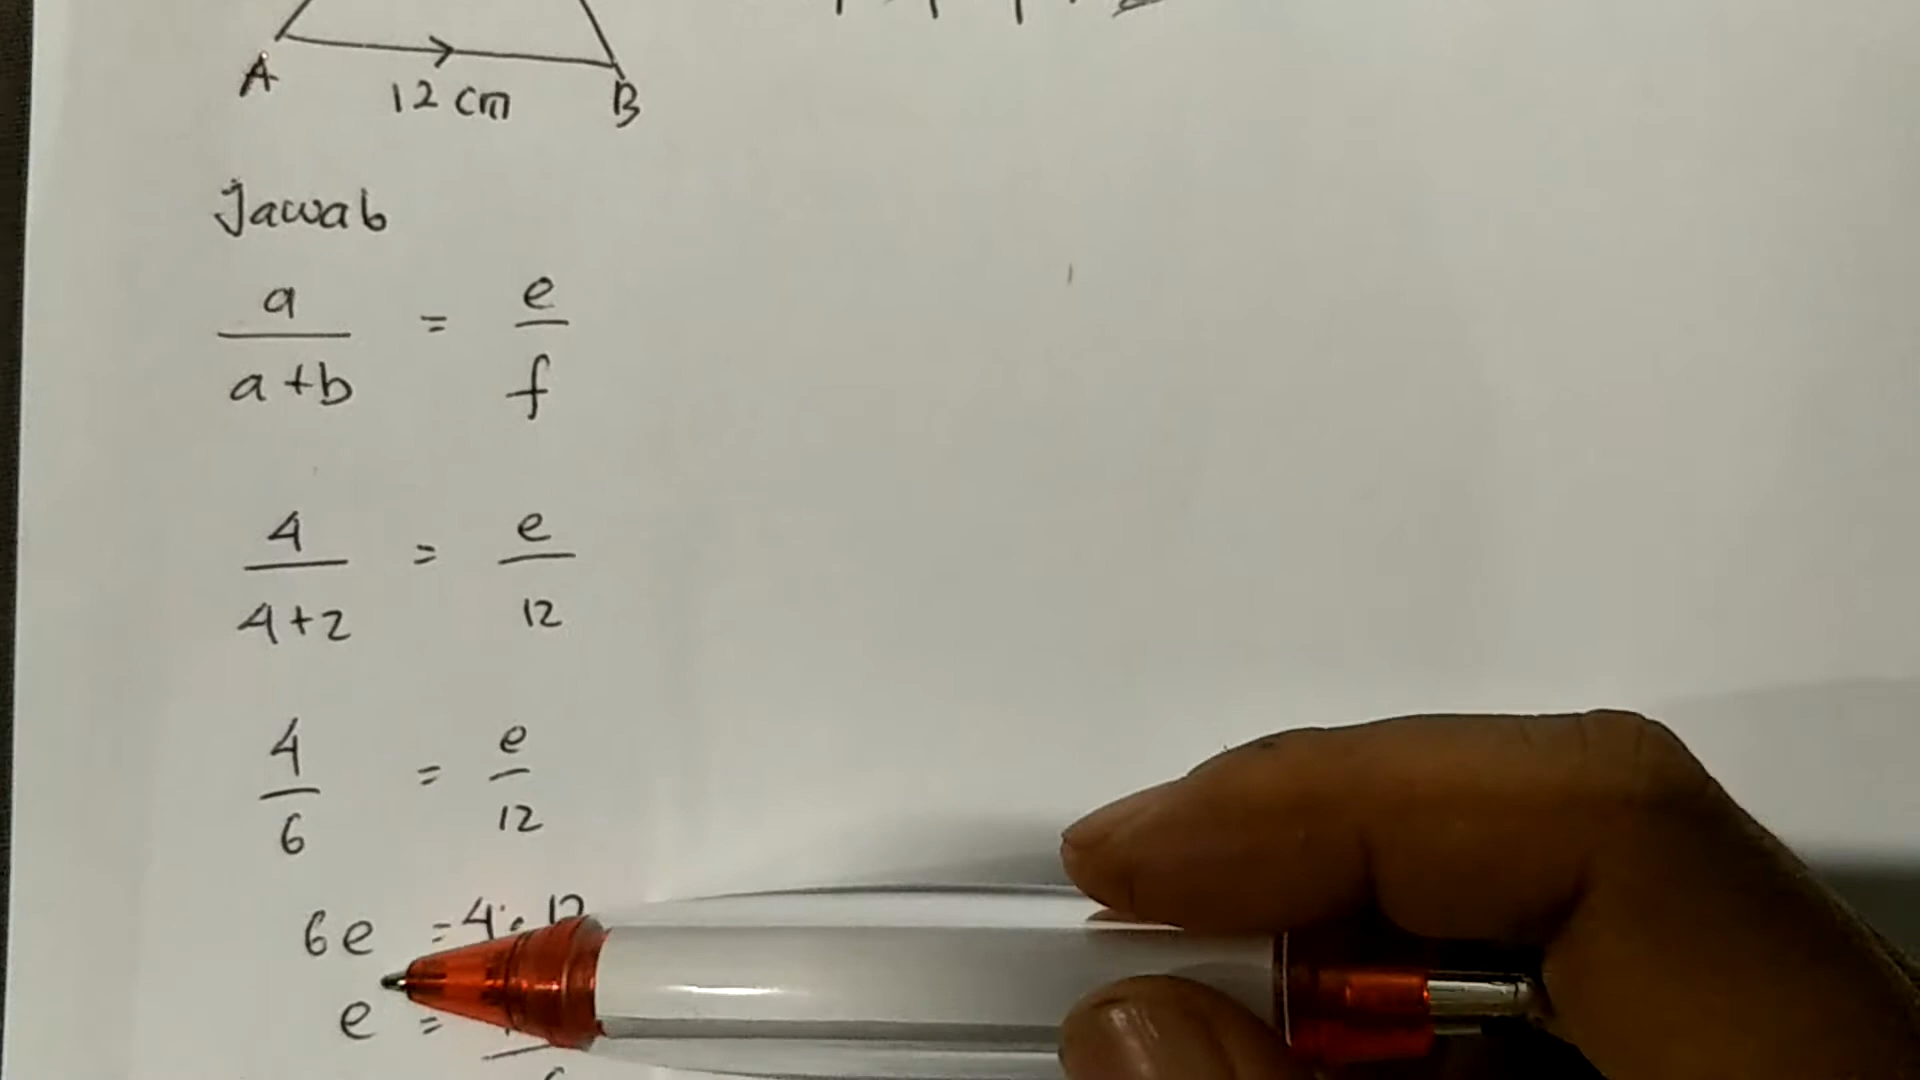 A 12 cm B
Jawab
a/a+b = e/f
4/4+2 = e/12
4/6 = e/12
6e = 4 . 12
e =